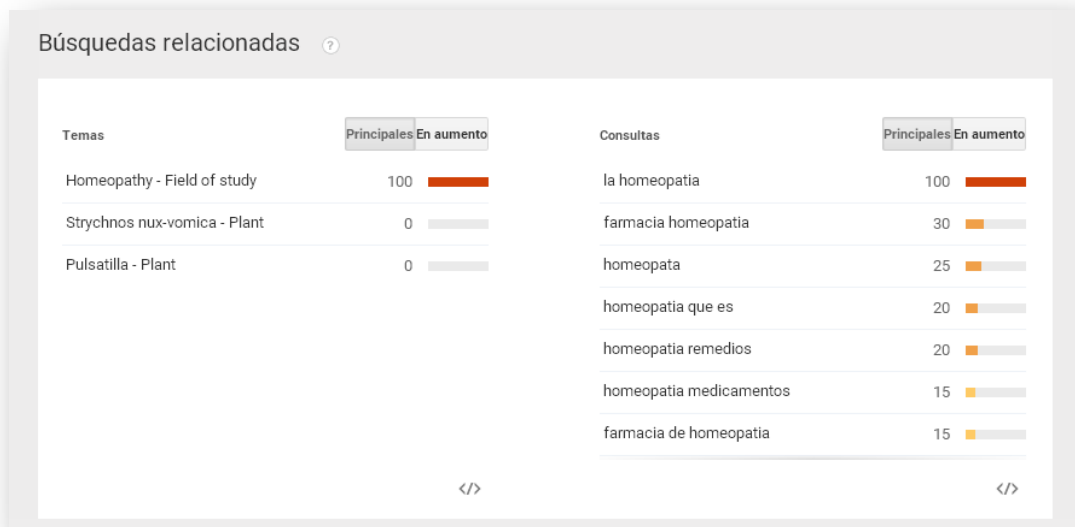 Búsquedas relacionadas ?
Temas
Principales En aumento
Homeopathy - Field of study 100
Strychnos nux-vomica - Plant 0
Pulsatilla - Plant 0
</>
Consultas
Principales En aumento
la homeopatia 100
farmacia homeopatia 30
homeopata 25
homeopatia que es 20
homeopatia remedios 20
homeopatia medicamentos 15
farmacia de homeopatia 15
</>